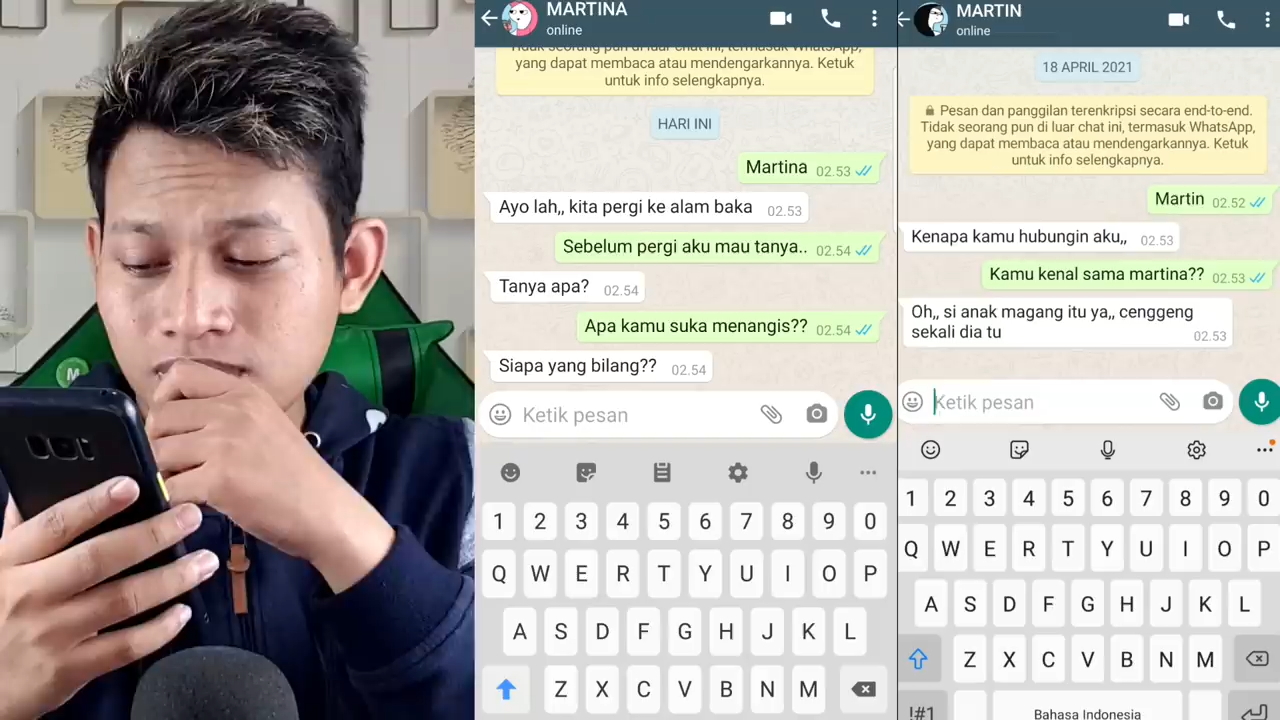 MARTINA
online
Tidak seorang pun di luar chat ini, termasuk WhatsApp,
yang dapat membaca atau mendengarkannya. Ketuk
untuk info selengkapnya.
HARI INI
Martina 02.53
Ayo lah,, kita pergi ke alam baka 02.53
Sebelum pergi aku mau tanya.. 02.54
Tanya apa? 02.54
Apa kamu suka menangis?? 02.54
Siapa yang bilang?? 02.54
Ketik pesan
1 2 3 4 5 6 7 8 9 0
Q W E R T Y U I O P
A S D F G H J K L
Z X C V B N M
MARTIN
online
18 APRIL 2021
Pesan dan panggilan terenkripsi secara end-to-end.
Tidak seorang pun di luar chat ini, termasuk WhatsApp,
yang dapat membaca atau mendengarkannya. Ketuk
untuk info selengkapnya.
Martin 02.52
Kenapa kamu hubungin aku,, 02.53
Kamu kenal sama martina?? 02.53
Oh,, si anak magang itu ya,, cenggeng
sekali dia tu 02.53
Ketik pesan
1 2 3 4 5 6 7 8 9 0
Q W E R T Y U I O P
A S D F G H J K L
Z X C V B N M
!#1 Bahasa Indonesia
M